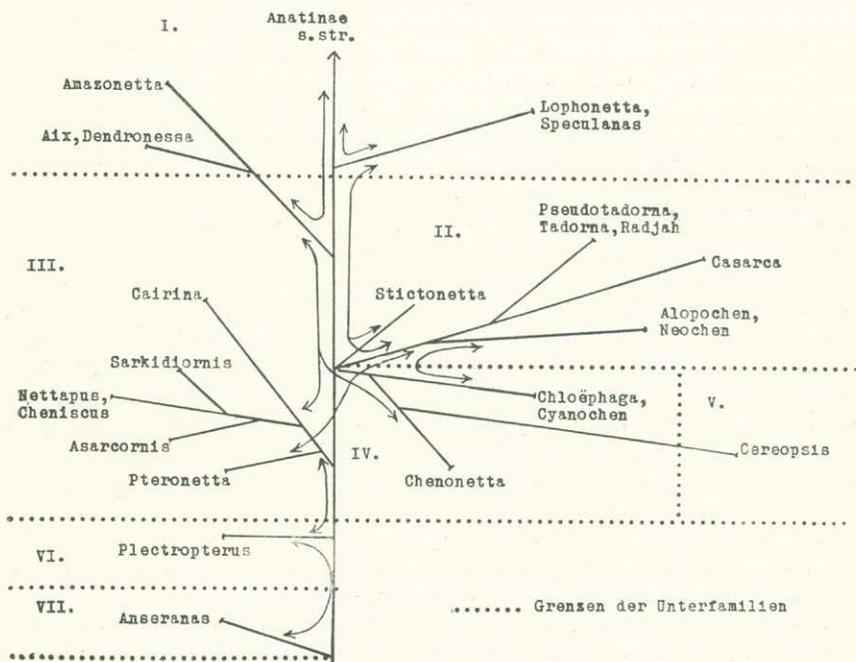 I.
Anatinae
s.str.
Amazonetta
Lophonetta,
Speculanas
Aix,Dendronessa
Pseudotadorna,
Tadorna,Radjah
II.
III.
Casarca
Cairina
Stictonetta
Alopochen,
Neochen
Sarkidiornis
Nettapus,
Cheniscus
Chloëphaga,
Cyanochen
V.
Asarcornis
IV.
Cereopsis
Pteronetta
Chenonetta
VI.
Plectropterus
VII.
Anseranas
Grenzen der Unterfamilien